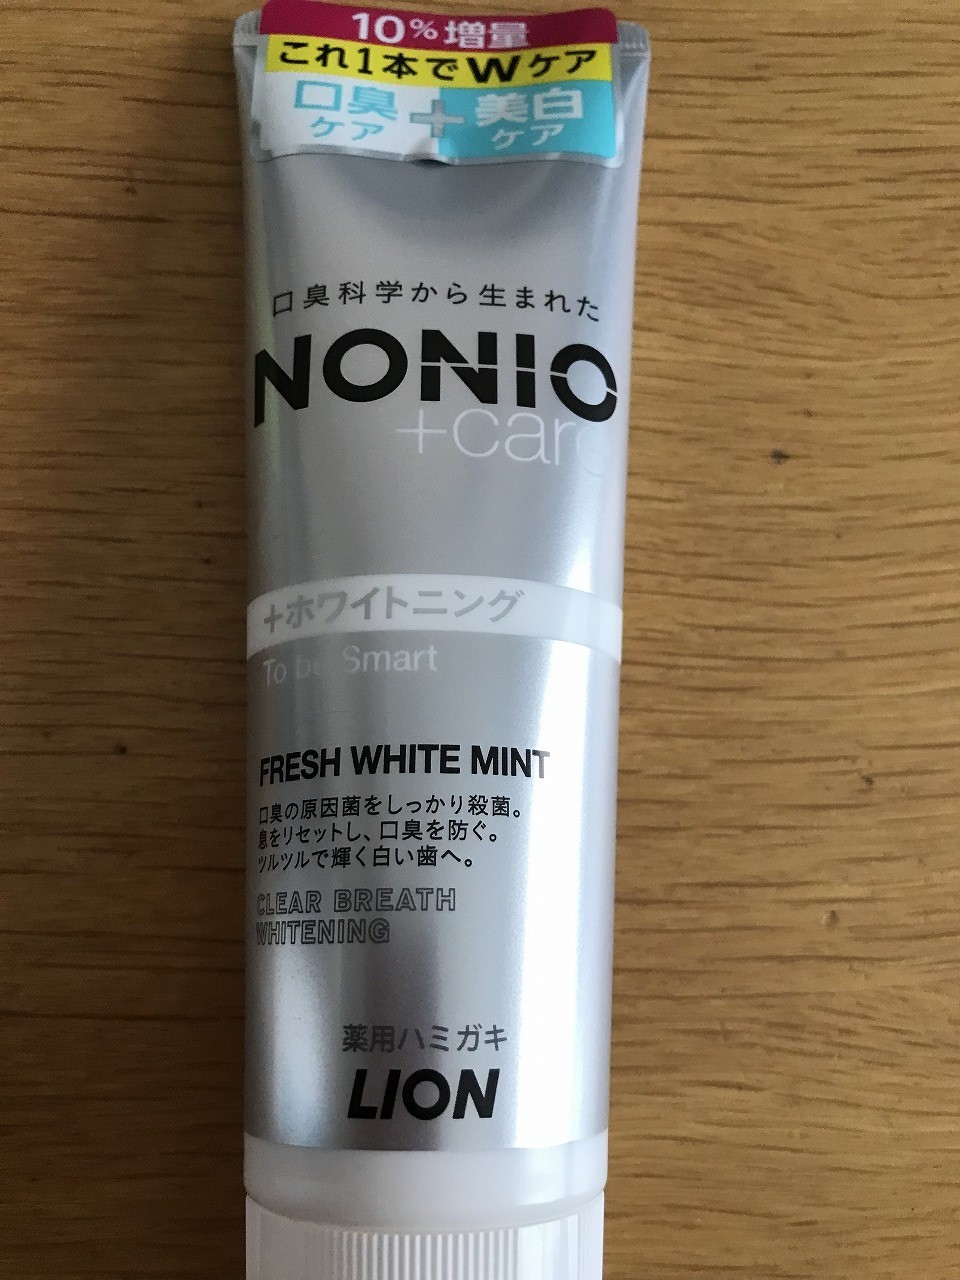 10%増量
これ1本でWケア
口臭ケア + 美白ケア
口臭科学から生まれた
NONIO
+care
+ホワイトニング
To be Smart
FRESH WHITE MINT
口臭の原因菌をしっかり殺菌。
息をリセットし、口臭を防ぐ。
ツルツルで輝く白い歯へ。
CLEAR BREATH
WHITENING
薬用ハミガキ
LION